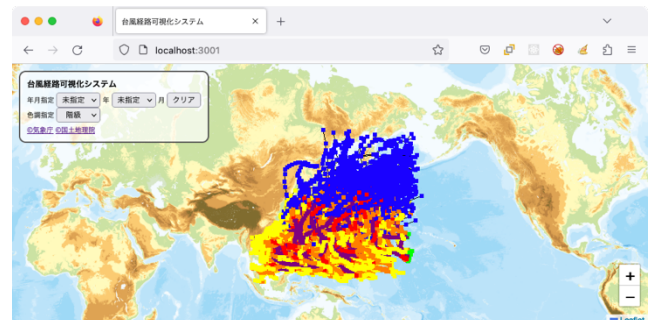 台風経路可視化システム
localhost:3001
台風経路可視化システム
年月指定 未指定 年 未指定 月 クリア
色調指定 階級
©気象庁 ©国土地理院
+
−
Leaflet